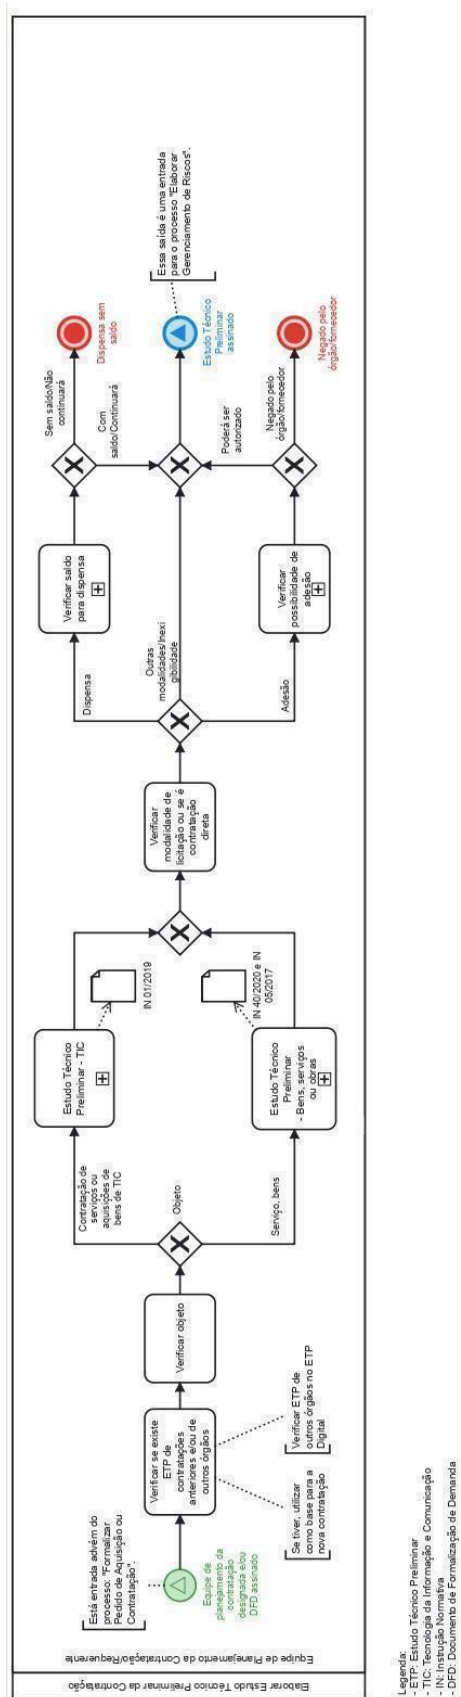 Elaborar Estudo Técnico Preliminar da Contratação
Equipe de Planejamento da Contratação/Requerente
Está entrada advém do
processo: "Formalizar
Pedido de Aquisição ou
Contratação".
Equipe de
planejamento da
contratação
designada e/ou
DFD assinado
Verificar se existe
ETP de
contratações
anteriores e/ou de
outros órgãos
Se tiver, utilizar
como base para a
nova contratação
Verificar ETP de
outros órgãos no ETP
Digital
Verificar objeto
Objeto
Contratação de
serviços ou
aquisições de
bens de TIC
Serviço, bens
Estudo Técnico
Preliminar - TIC
IN 01/2019
Estudo Técnico
Preliminar
- Bens, serviços
ou obras
IN 40/2020 e IN
05/2017
Verificar
modalidade de
licitação ou se é
contratação
direta
Dispensa
Outras
modalidades/Inexi
gibilidade
Adesão
Verificar saldo
para dispensa
Verificar
possibilidade de
adesão
Sem saldo/Não
continuará
Com
saldo/Continuará
Poderá ser
autorizado
Negado pelo
órgão/fornecedor
Dispensa sem
saldo
Estudo Técnico
Preliminar
assinado
Negado pelo
órgão/fornecedor
Essa saída é uma entrada
para o processo "Elaborar
Gerenciamento de Riscos".
Legenda:
- ETP: Estudo Técnico Preliminar
- TIC: Tecnologia da Informação e Comunicação
- IN: Instrução Normativa
- DFD: Documento de Formalização de Demanda